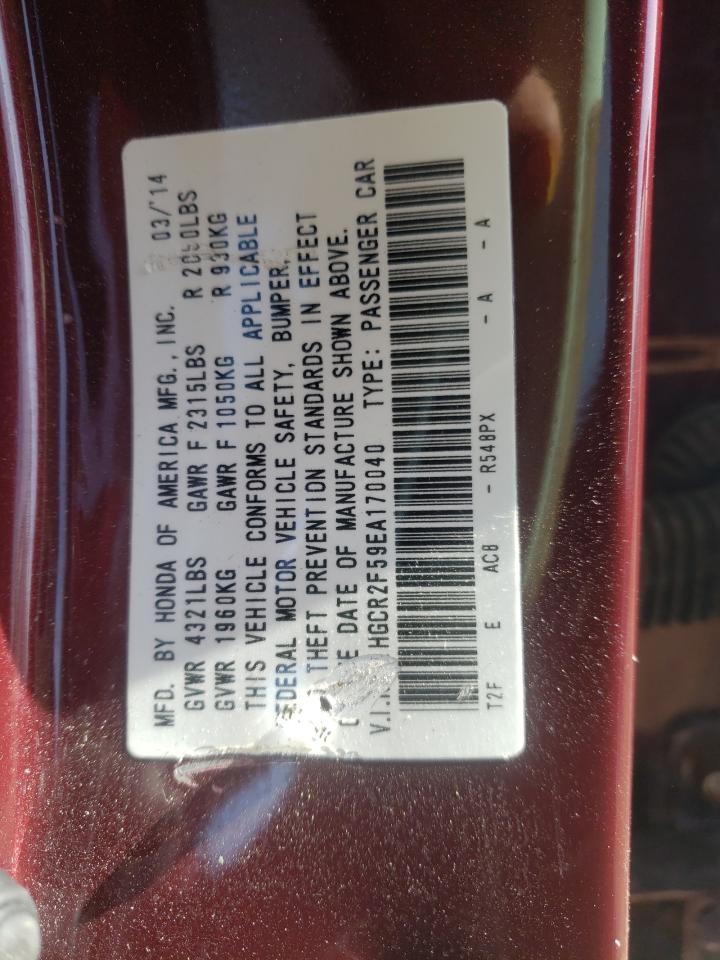 MFD. BY HONDA OF AMERICA MFG., INC. 03/14
GVWR 4321LBS GAWR F 2315LBS R
GVWR 1960KG GAWR F 1050KG R 930KG
THIS VEHICLE CONFORMS TO ALL APPLICABLE
FEDERAL MOTOR VEHICLE SAFETY, BUMPER,
THEFT PREVENTION STANDARDS IN EFFECT
DATE OF MANUFACTURE SHOWN ABOVE.
HGCR2F59EA170040 TYPE: PASSENGER CAR
T2F E AC8 - R548PX - A - A